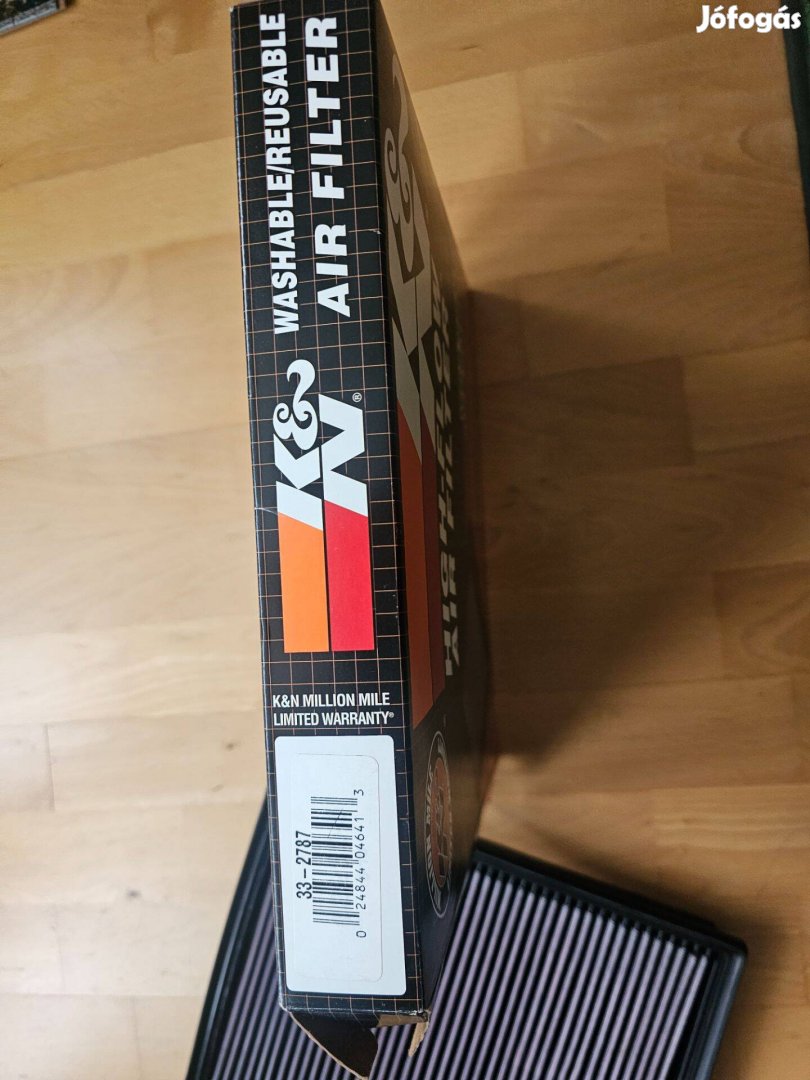 Jófogás
WASHABLE/REUSABLE
AIR FILTER
K&N®
K&N MILLION MILE
LIMITED WARRANTY®
33-2787
0 24844 04641 3